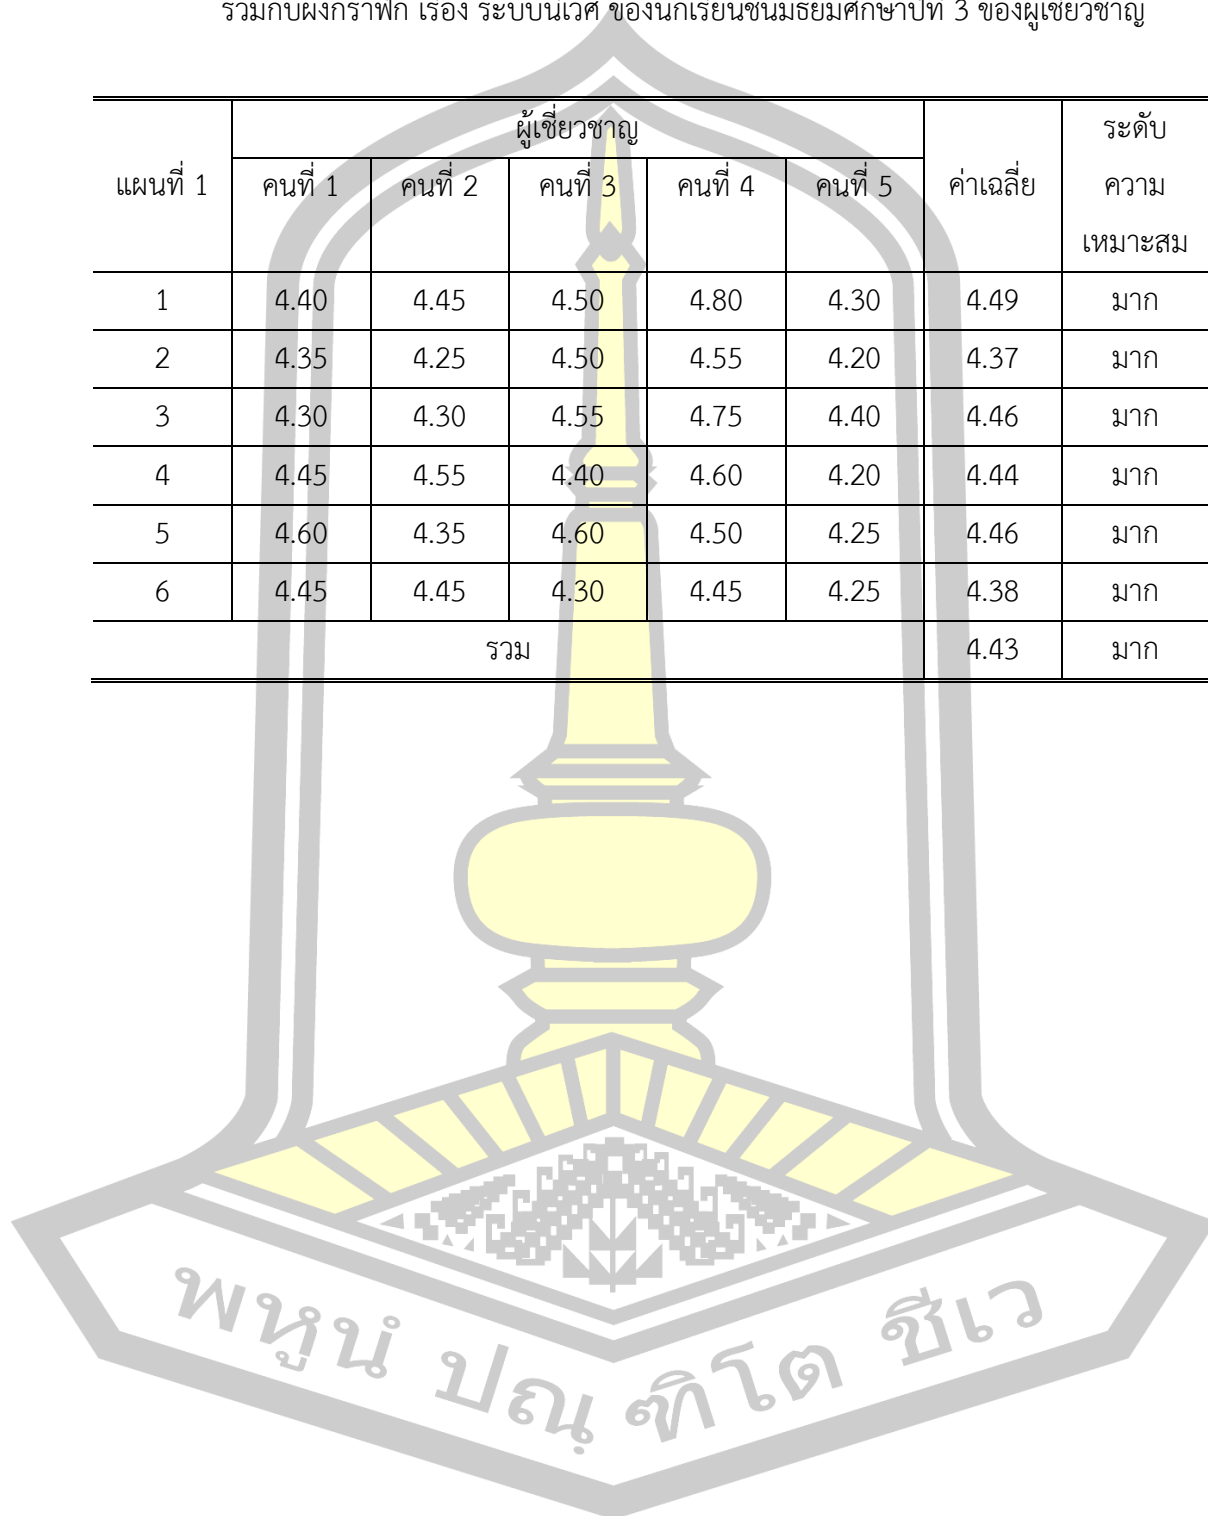 ร่วมกับผังกราฟิก เรื่อง ระบบนิเวศ ของนักเรียนชั้นมัธยมศึกษาปีที่ 3 ของผู้เชี่ยวชาญ
แผนที่ 1 ผู้เชี่ยวชาญ ค่าเฉลี่ย ระดับความเหมาะสม
คนที่ 1 คนที่ 2 คนที่ 3 คนที่ 4 คนที่ 5
1 4.40 4.45 4.50 4.80 4.30 4.49 มาก
2 4.35 4.25 4.50 4.55 4.20 4.37 มาก
3 4.30 4.30 4.55 4.75 4.40 4.46 มาก
4 4.45 4.55 4.40 4.60 4.20 4.44 มาก
5 4.60 4.35 4.60 4.50 4.25 4.46 มาก
6 4.45 4.45 4.30 4.45 4.25 4.38 มาก
รวม 4.43 มาก
พหูนํ ปณฺฑิโต ชีเว